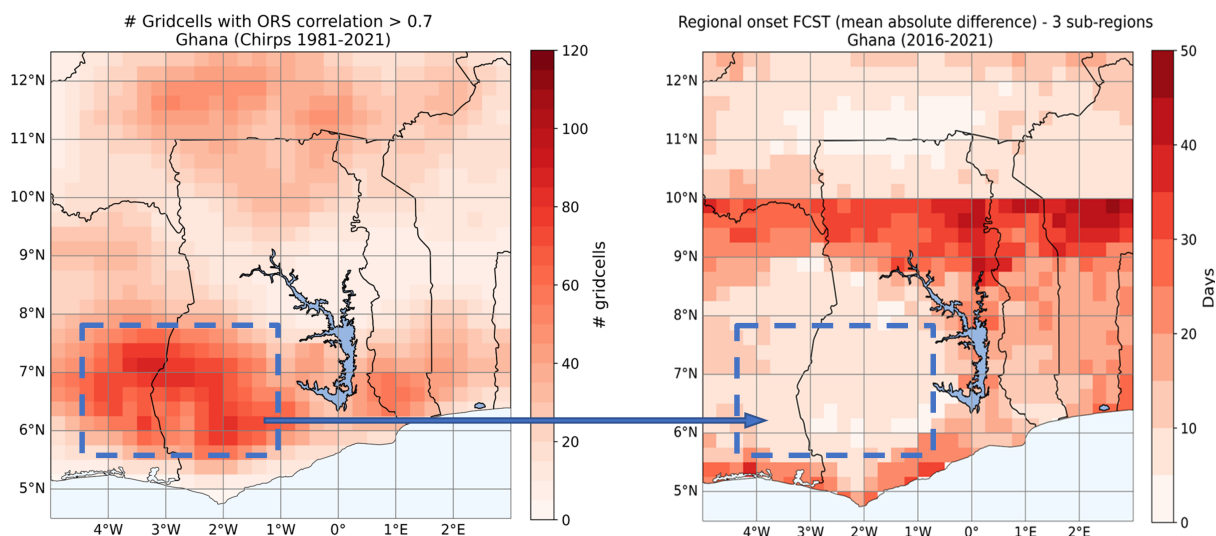 # Gridcells with ORS correlation > 0.7
Ghana (Chirps 1981-2021)
12°N
11°N
10°N
9°N
8°N
7°N
6°N
5°N
4°W
3°W
2°W
1°W
0°
1°E
2°E
120
100
80
60
40
20
0
# gridcells
Regional onset FCST (mean absolute difference) - 3 sub-regions
Ghana (2016-2021)
12°N
11°N
10°N
9°N
8°N
7°N
6°N
5°N
4°W
3°W
2°W
1°W
0°
1°E
2°E
50
40
30
20
10
0
Days